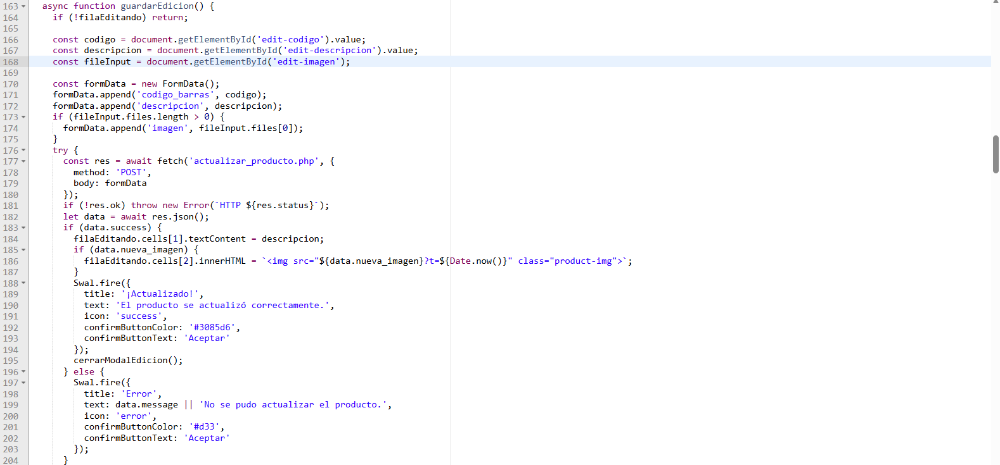 163 async function guardarEdicion() {
164 if (!filaEditando) return;
165
166 const codigo = document.getElementById('edit-codigo').value;
167 const descripcion = document.getElementById('edit-descripcion').value;
168 const fileInput = document.getElementById('edit-imagen');
169
170 const formData = new FormData();
171 formData.append('codigo_barras', codigo);
172 formData.append('descripcion', descripcion);
173 if (fileInput.files.length > 0) {
174 formData.append('imagen', fileInput.files[0]);
175 }
176 try {
177 const res = await fetch('actualizar_producto.php', {
178 method: 'POST',
179 body: formData
180 });
181 if (!res.ok) throw new Error(`HTTP ${res.status}`);
182 let data = await res.json();
183 if (data.success) {
184 filaEditando.cells[1].textContent = descripcion;
185 if (data.nueva_imagen) {
186 filaEditando.cells[2].innerHTML = `<img src="${data.nueva_imagen}?t=${Date.now()}" class="product-img">`;
187 }
188 Swal.fire({
189 title: '¡Actualizado!',
190 text: 'El producto se actualizó correctamente.',
191 icon: 'success',
192 confirmButtonColor: '#3085d6',
193 confirmButtonText: 'Aceptar'
194 });
195 cerrarModalEdicion();
196 } else {
197 Swal.fire({
198 title: 'Error',
199 text: data.message || 'No se pudo actualizar el producto.',
200 icon: 'error',
201 confirmButtonColor: '#d33',
202 confirmButtonText: 'Aceptar'
203 });
204 }